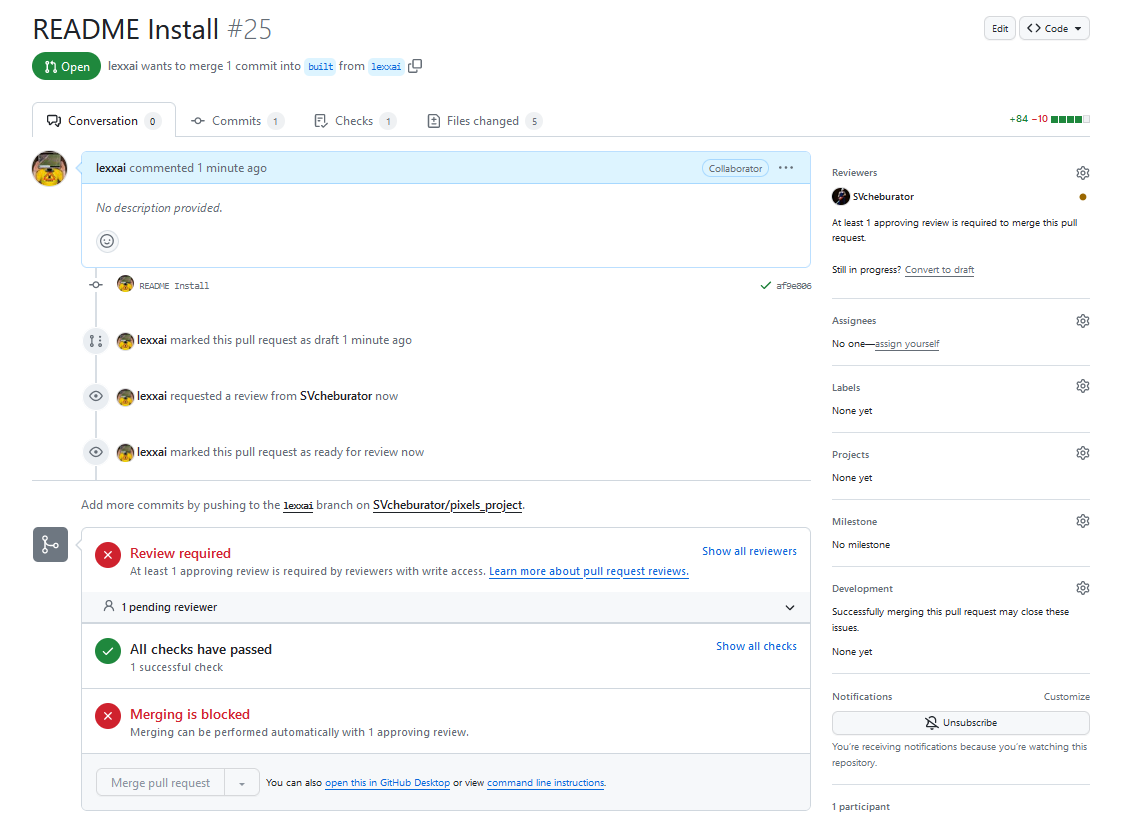 README Install #25
Edit
Code
Open
lexxai wants to merge 1 commit into built from lexxai
Conversation 0
Commits 1
Checks 1
Files changed 5
+84 −10
lexxai commented 1 minute ago
Collaborator
No description provided.
README Install
af9e806
lexxai marked this pull request as draft 1 minute ago
lexxai requested a review from SVcheburator now
lexxai marked this pull request as ready for review now
Add more commits by pushing to the lexxai branch on SVcheburator/pixels_project.
Review required
Show all reviewers
At least 1 approving review is required by reviewers with write access. Learn more about pull request reviews.
1 pending reviewer
All checks have passed
Show all checks
1 successful check
Merging is blocked
Merging can be performed automatically with 1 approving review.
Merge pull request
You can also open this in GitHub Desktop or view command line instructions.
Reviewers
SVcheburator
At least 1 approving review is required to merge this pull
request.
Still in progress? Convert to draft
Assignees
No one—assign yourself
Labels
None yet
Projects
None yet
Milestone
No milestone
Development
Successfully merging this pull request may close these
issues.
None yet
Notifications
Customize
Unsubscribe
You're receiving notifications because you're watching this
repository.
1 participant